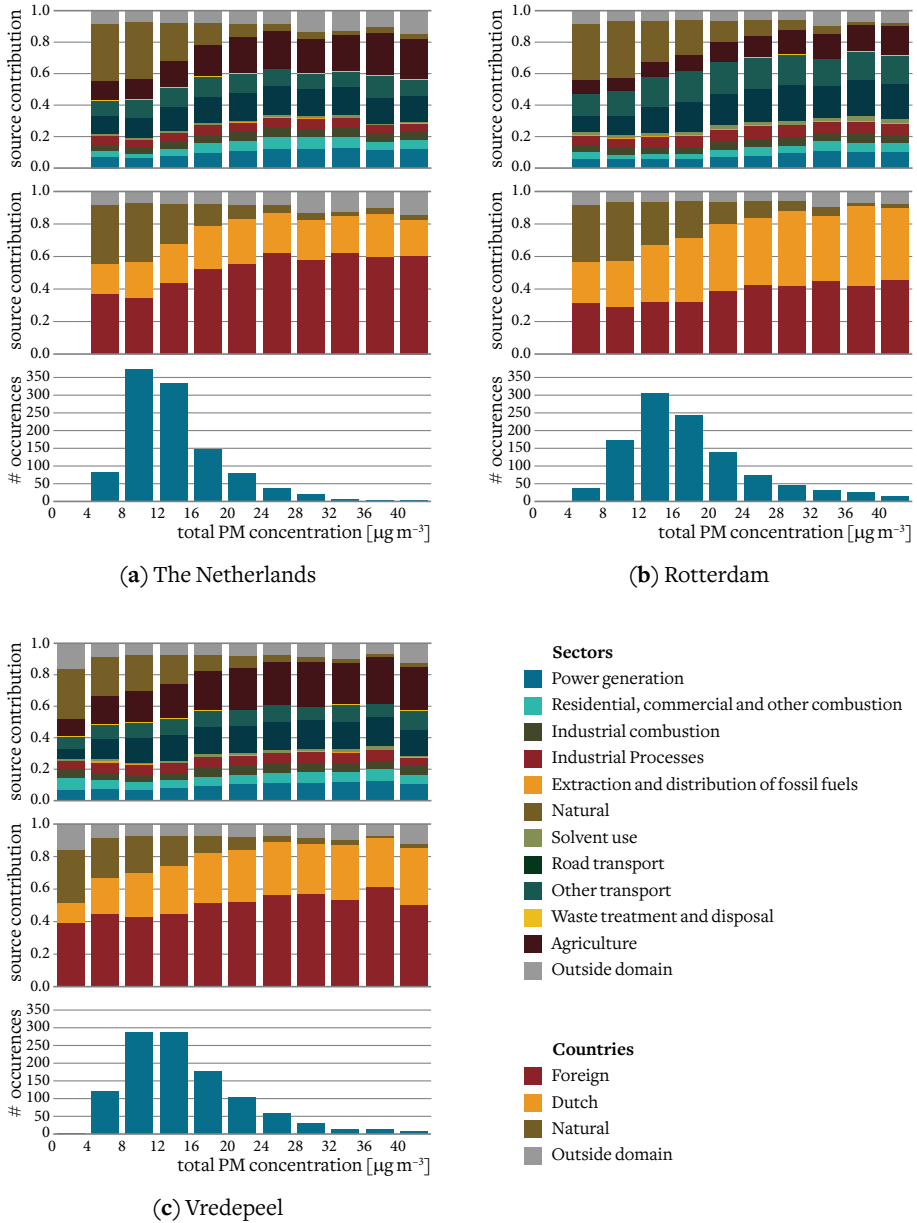 source contribution
1.0
0.8
0.6
0.4
0.2
0.0
source contribution
1.0
0.8
0.6
0.4
0.2
0.0
# occurences
350
300
250
200
150
100
50
0
0 4 8 12 16 20 24 28 32 36 40
total PM concentration [µg m⁻³]
(a) The Netherlands
source contribution
1.0
0.8
0.6
0.4
0.2
0.0
source contribution
1.0
0.8
0.6
0.4
0.2
0.0
# occurences
350
300
250
200
150
100
50
0
0 4 8 12 16 20 24 28 32 36 40
total PM concentration [µg m⁻³]
(b) Rotterdam
source contribution
1.0
0.8
0.6
0.4
0.2
0.0
source contribution
1.0
0.8
0.6
0.4
0.2
0.0
# occurences
350
300
250
200
150
100
50
0
0 4 8 12 16 20 24 28 32 36 40
total PM concentration [µg m⁻³]
(c) Vredepeel
Sectors
Power generation
Residential, commercial and other combustion
Industrial combustion
Industrial Processes
Extraction and distribution of fossil fuels
Natural
Solvent use
Road transport
Other transport
Waste treatment and disposal
Agriculture
Outside domain
Countries
Foreign
Dutch
Natural
Outside domain